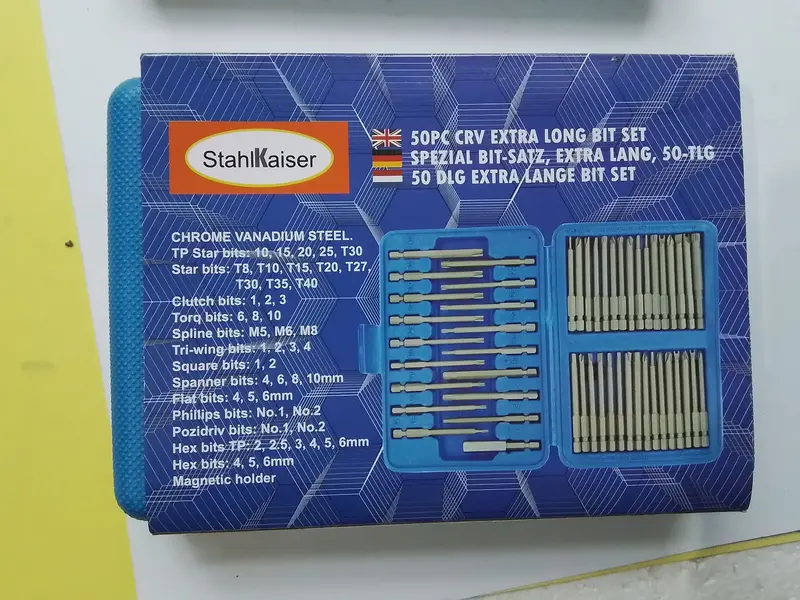 StahlKaiser
50PC CRV EXTRA LONG BIT SET
SPEZIAL BIT-SATZ, EXTRA LANG, 50-TLG
50 DLG EXTRA LANGE BIT SET
CHROME VANADIUM STEEL.
TP Star bits: 10, 15, 20, 25, T30
Star bits: T8, T10, T15, T20, T27,
T30, T35, T40
Clutch bits: 1, 2, 3
Torq bits: 6, 8, 10
Spline bits: M5, M6, M8
Tri-wing bits: 1, 2, 3, 4
Square bits: 1, 2
Spanner bits: 4, 6, 8, 10mm
Flat bits: 4, 5, 6mm
Phillips bits: No.1, No.2
Pozidriv bits: No.1, No.2
Hex bits TP: 2, 2.5, 3, 4, 5, 6mm
Hex bits: 4, 5, 6mm
Magnetic holder